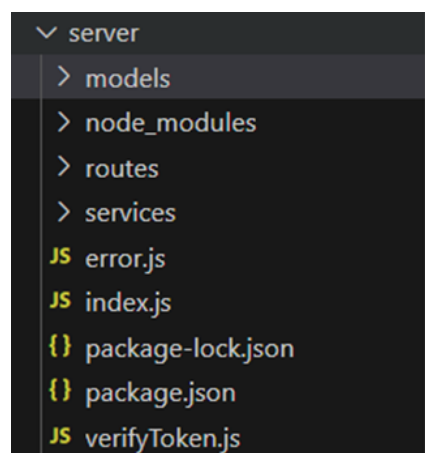 server
models
node_modules
routes
services
JS error.js
JS index.js
{} package-lock.json
{} package.json
JS verifyToken.js